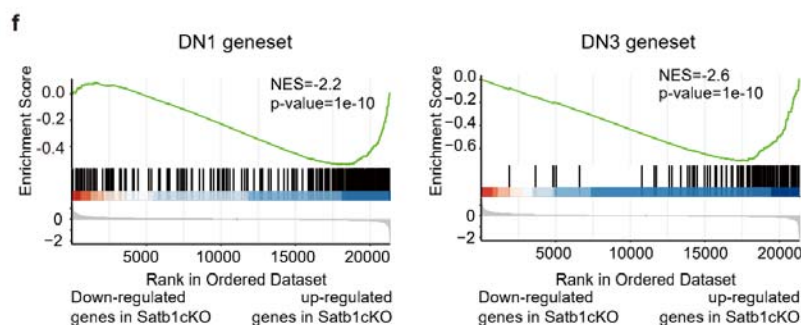 f
DN1 geneset
Enrichment Score
0.0
-0.2
-0.4
NES=-2.2
p-value=1e-10
0
-2
5000
10000
15000
20000
Rank in Ordered Dataset
Down-regulated
genes in Satb1cKO
up-regulated
genes in Satb1cKO
DN3 geneset
Enrichment Score
0.0
-0.2
-0.4
-0.6
NES=-2.6
p-value=1e-10
0
-2
5000
10000
15000
20000
Rank in Ordered Dataset
Down-regulated
genes in Satb1cKO
up-regulated
genes in Satb1cKO